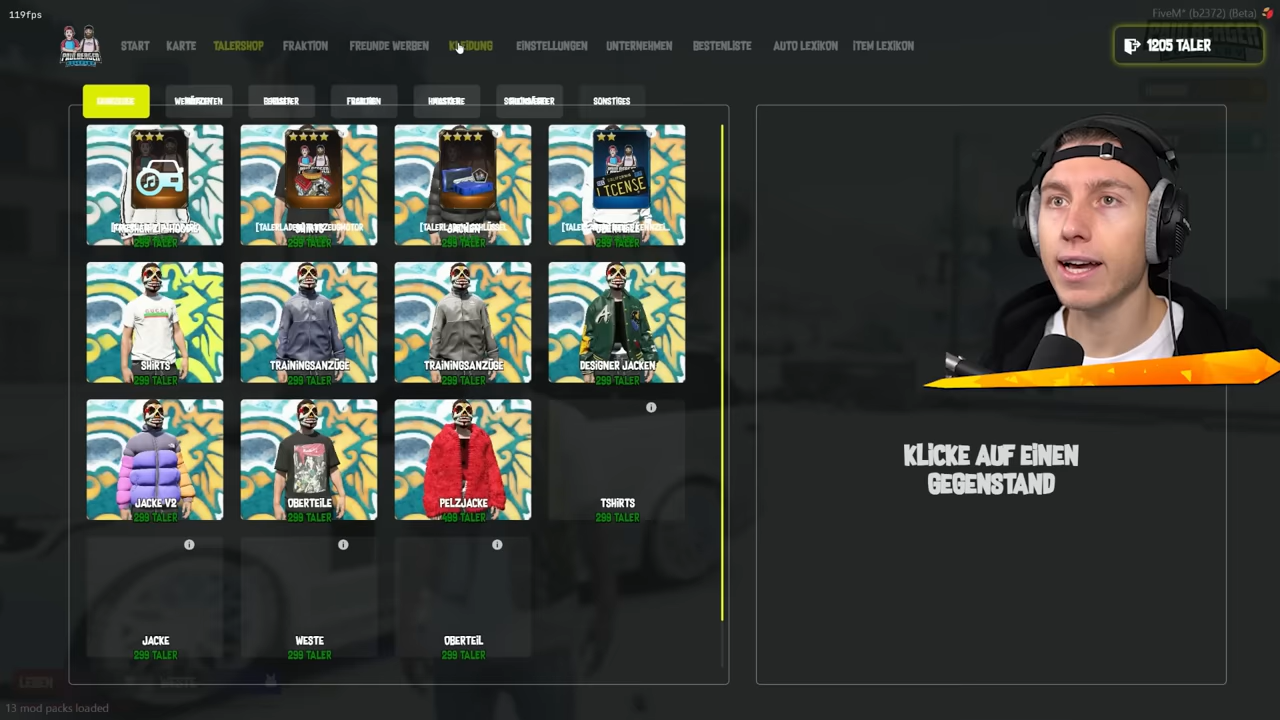 119fps
FiveM* (b2372) (Beta)
START KARTE TALERSHOP FRAKTION FREUNDE WERBEN KLEIDUNG EINSTELLUNGEN UNTERNEHMEN BESTENLISTE AUTO LEXIKON ITEM LEXIKON
1205 TALER
SONSTIGES
299 TALER 299 TALER 299 TALER 299 TALER
SHIRTS TRAININGSANZÜGE TRAININGSANZÜGE DESIGNER JACKEN
299 TALER 299 TALER 299 TALER 299 TALER
JACKE V2 OBERTEILE PELZJACKE TSHIRTS
299 TALER 299 TALER 499 TALER 299 TALER
JACKE WESTE OBERTEIL
299 TALER 299 TALER 299 TALER
KLICKE AUF EINEN
GEGENSTAND
LEBEN WESTE
13 mod packs loaded